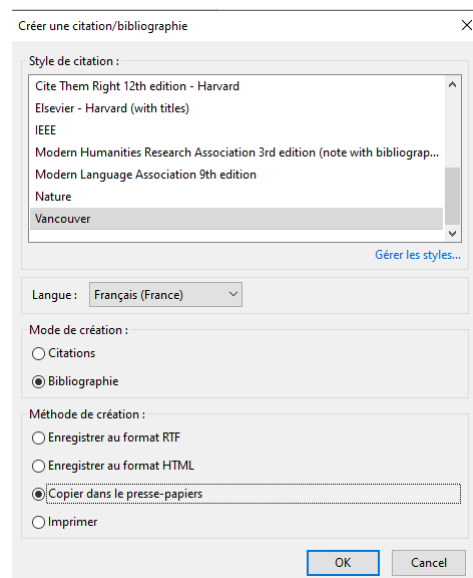 Créer une citation/bibliographie
Style de citation :
Cite Them Right 12th edition - Harvard
Elsevier - Harvard (with titles)
IEEE
Modern Humanities Research Association 3rd edition (note with bibliograp...
Modern Language Association 9th edition
Nature
Vancouver
Gérer les styles...
Langue : Français (France)
Mode de création :
Citations
Bibliographie
Méthode de création :
Enregistrer au format RTF
Enregistrer au format HTML
Copier dans le presse-papiers
Imprimer
OK Cancel